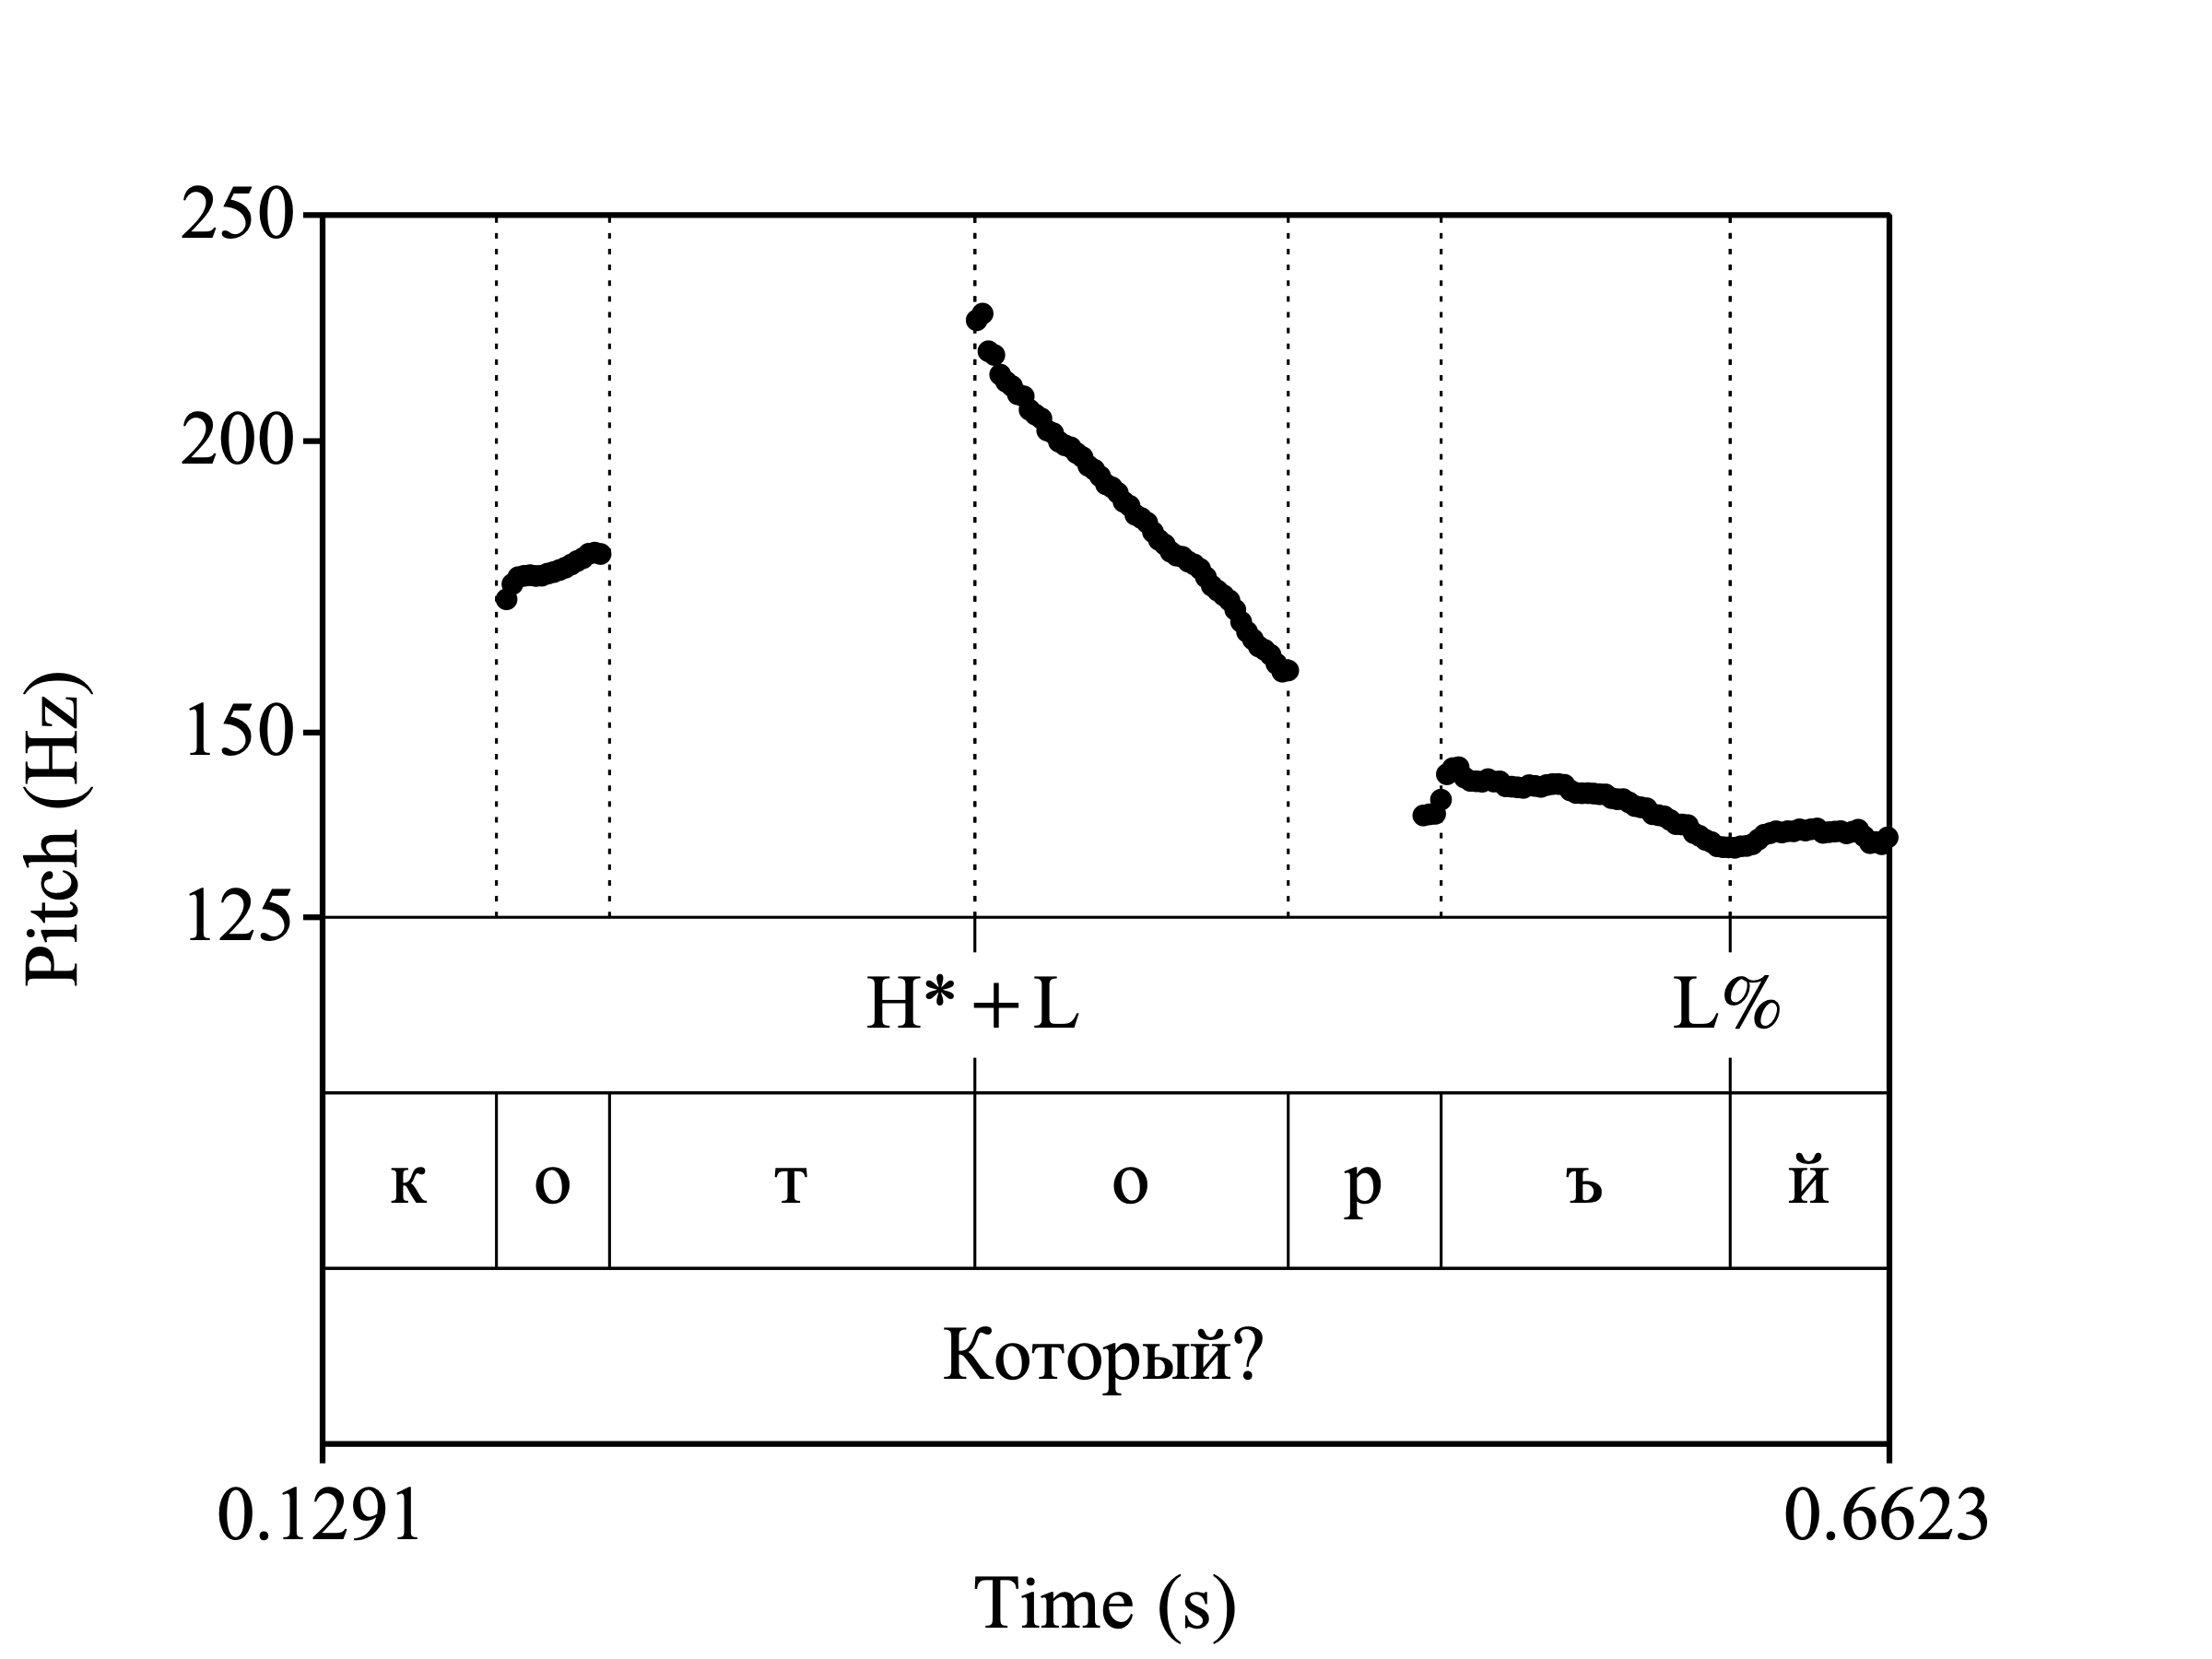 250
200
150
125
Pitch (Hz)
H* + L L%
к о т о р ъ й
Который?
0.1291 0.6623
Time (s)